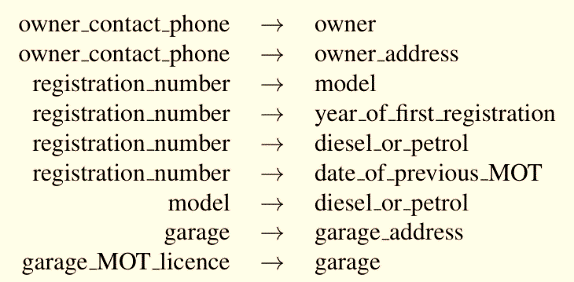 owner_contact_phone → owner
owner_contact_phone → owner_address
registration_number → model
registration_number → year_of_first_registration
registration_number → diesel_or_petrol
registration_number → date_of_previous_MOT
model → diesel_or_petrol
garage → garage_address
garage_MOT_licence → garage